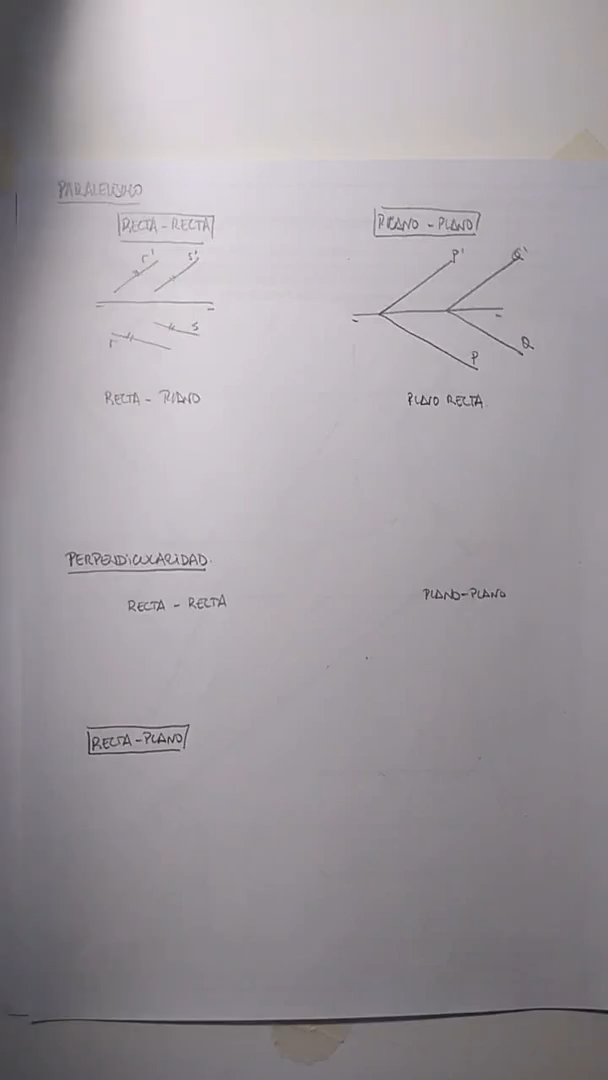 PARALELISMO
RECTA - RECTA
PLANO - PLANO
r' s'
P' Q'
r s
P Q
RECTA - PLANO
PLANO RECTA.
PERPENDICULARIDAD.
RECTA - RECTA
PLANO-PLANO
RECTA-PLANO